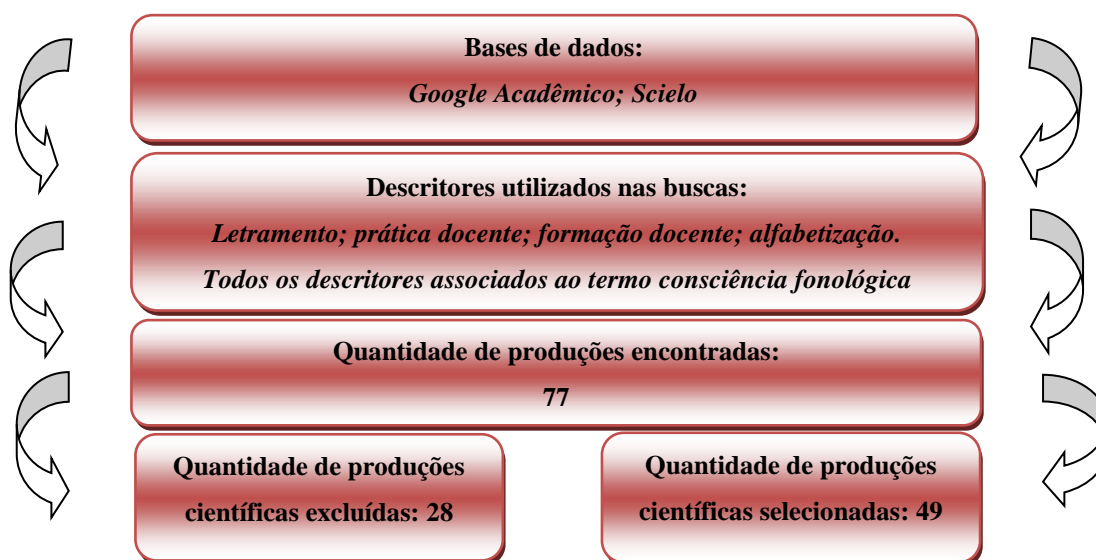 Bases de dados:
Google Acadêmico; Scielo
Descritores utilizados nas buscas:
Letramento; prática docente; formação docente; alfabetização.
Todos os descritores associados ao termo consciência fonológica
Quantidade de produções encontradas:
77
Quantidade de produções
científicas excluídas: 28
Quantidade de produções
científicas selecionadas: 49